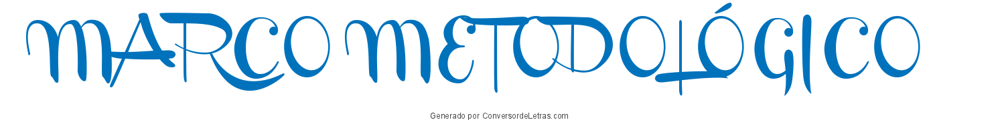 MARCO METODOLÓGICO
Generado por ConversordeLetras.com